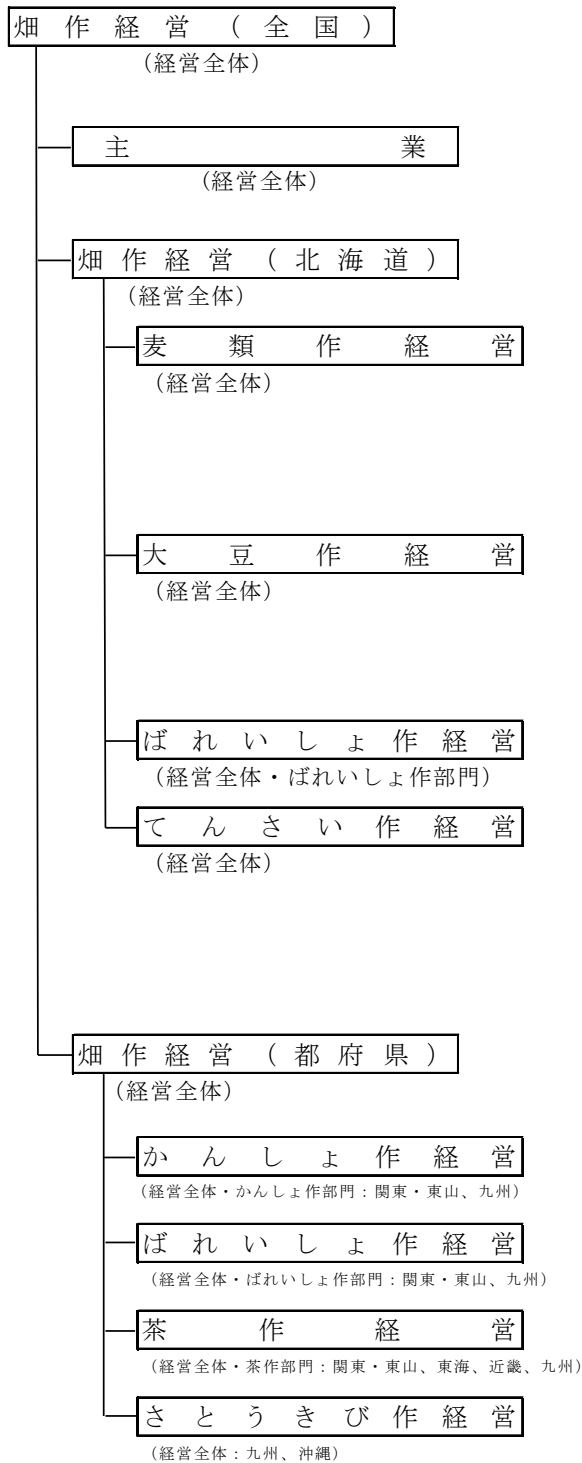 畑作経営（全国）
（経営全体）
主業
（経営全体）
畑作経営（北海道）
（経営全体）
麦類作経営
（経営全体）
大豆作経営
（経営全体）
ばれいしょ作経営
（経営全体・ばれいしょ作部門）
てんさい作経営
（経営全体）
畑作経営（都府県）
（経営全体）
かんしょ作経営
（経営全体・かんしょ作部門：関東・東山、九州）
ばれいしょ作経営
（経営全体・ばれいしょ作部門：関東・東山、九州）
茶作経営
（経営全体・茶作部門：関東・東山、東海、近畿、九州）
さとうきび作経営
（経営全体：九州、沖縄）